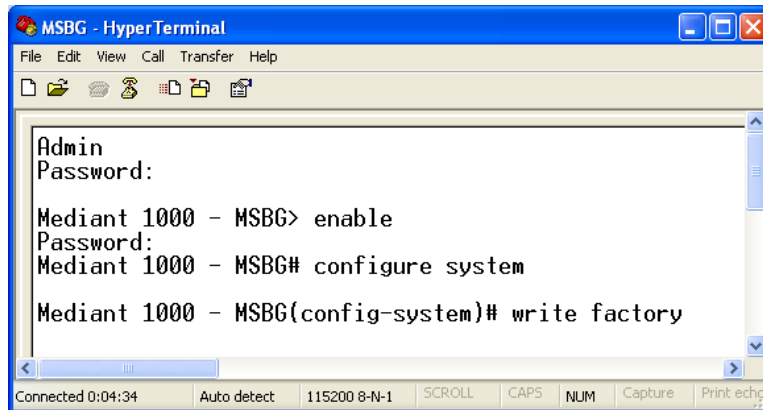 MSBG - HyperTerminal
File Edit View Call Transfer Help
Admin
Password:
Mediant 1000 - MSBG> enable
Password:
Mediant 1000 - MSBG# configure system
Mediant 1000 - MSBG(config-system)# write factory
Connected 0:04:34 Auto detect 115200 8-N-1 SCROLL CAPS NUM Capture Print echo